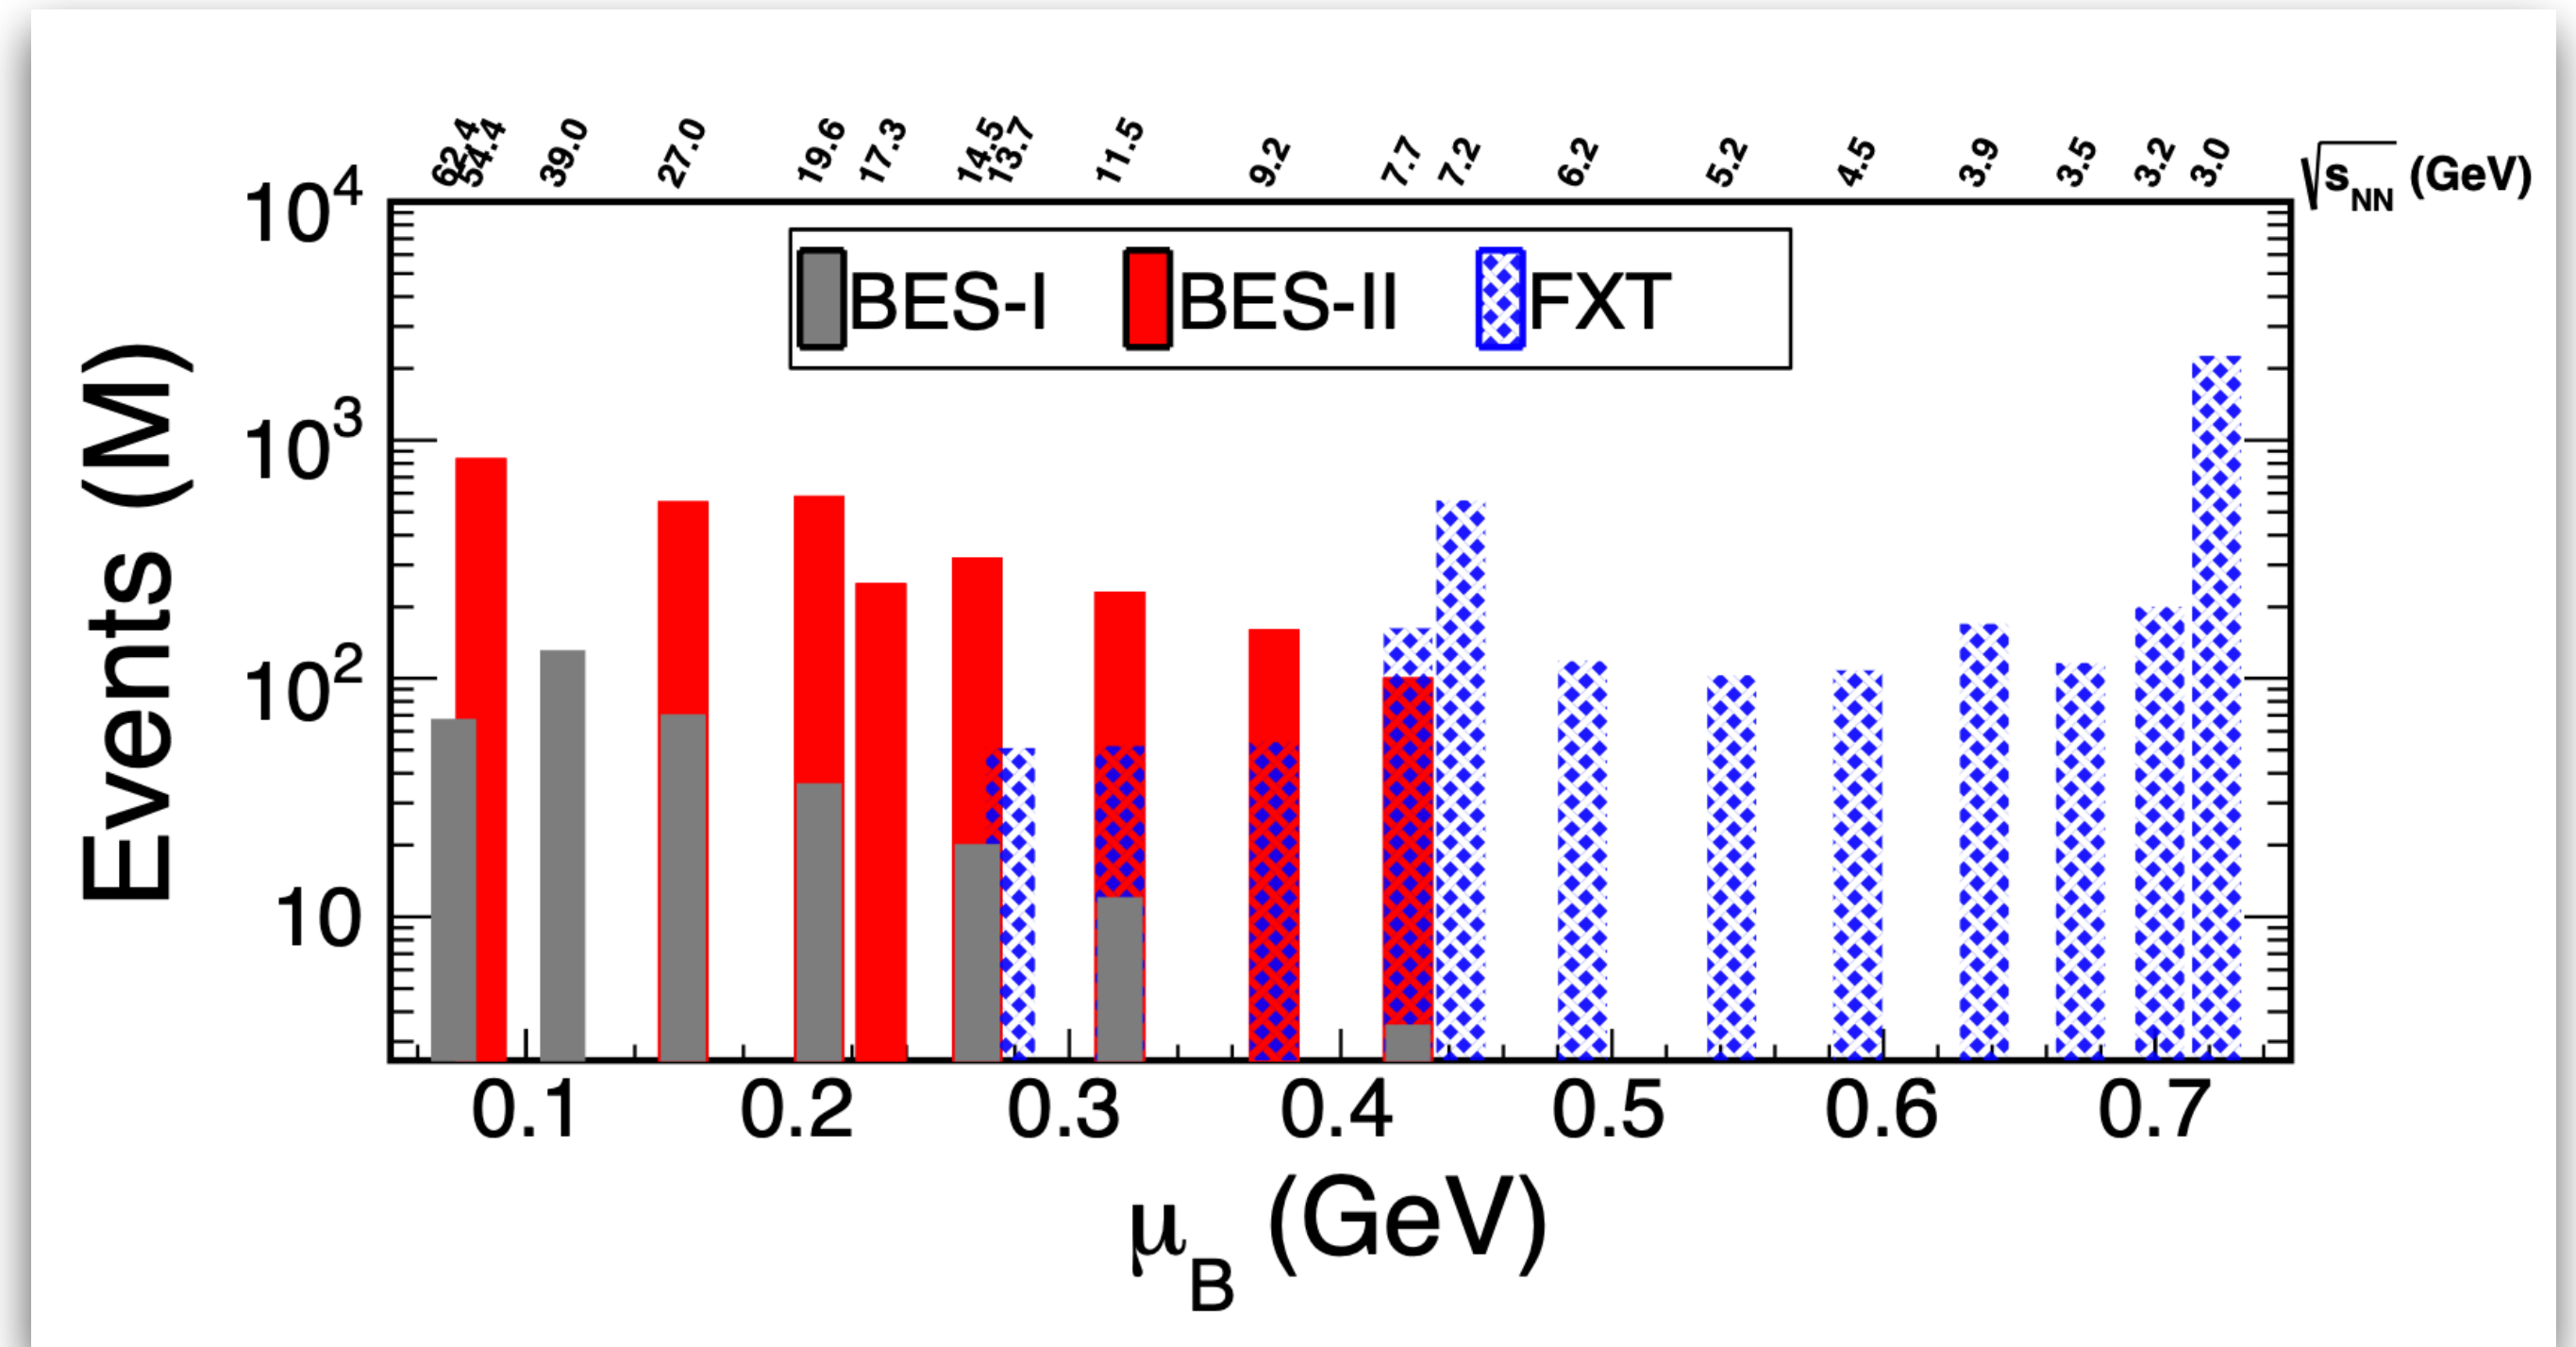 62.4 54.4 39.0 27.0 19.6 17.3 14.5 13.7 11.5 9.2 7.7 7.2 6.2 5.2 4.5 3.9 3.5 3.2 3.0 √sNN (GeV)
10⁴
BES-I BES-II FXT
10³
10²
10
Events (M)
0.1 0.2 0.3 0.4 0.5 0.6 0.7
μB (GeV)